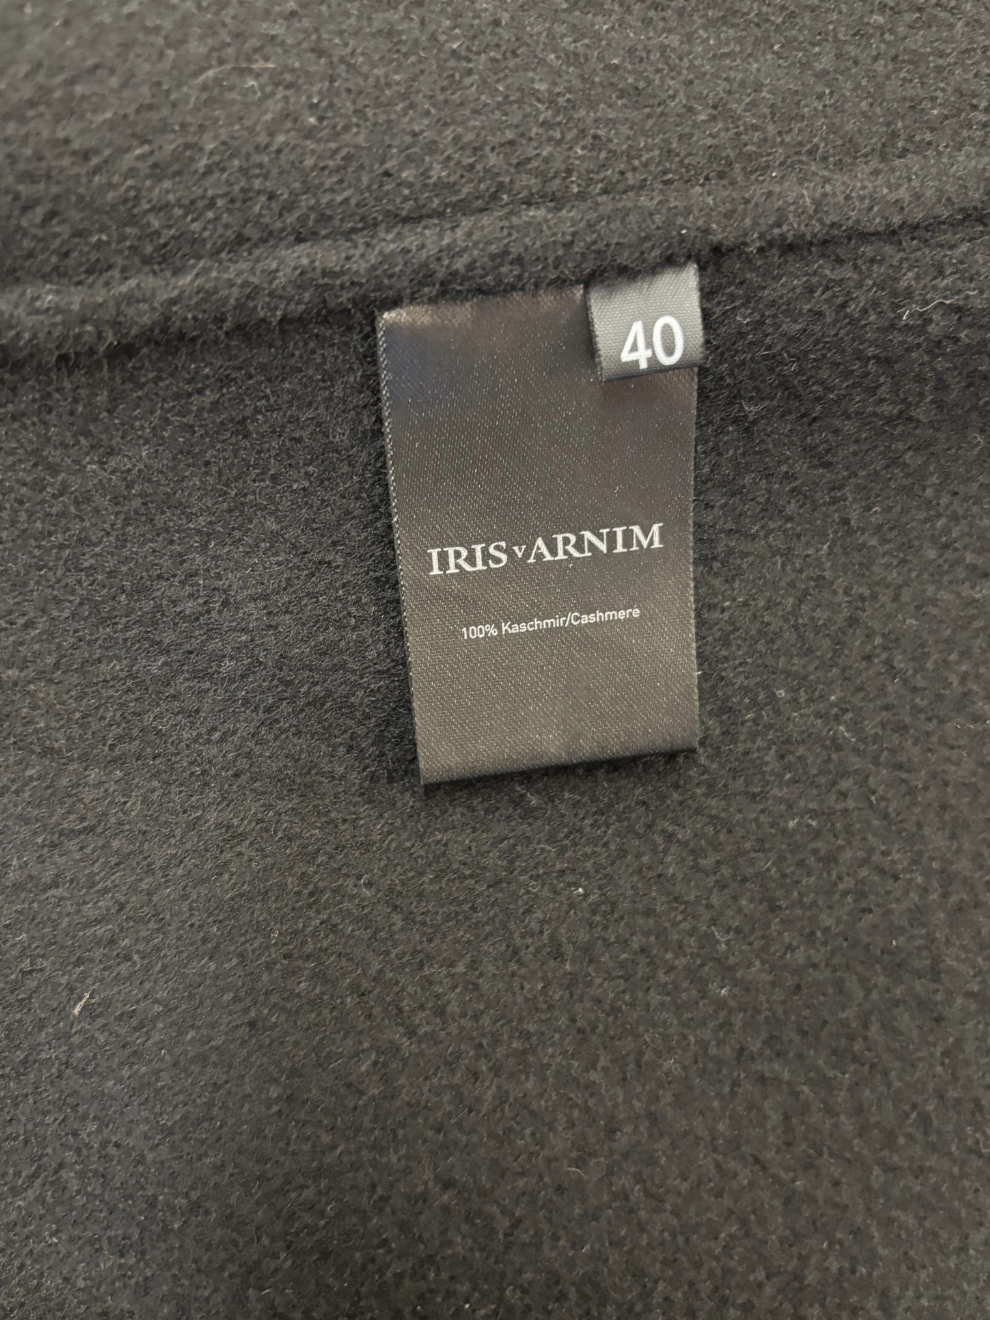 40
IRIS v ARNIM
100% Kaschmir/Cashmere